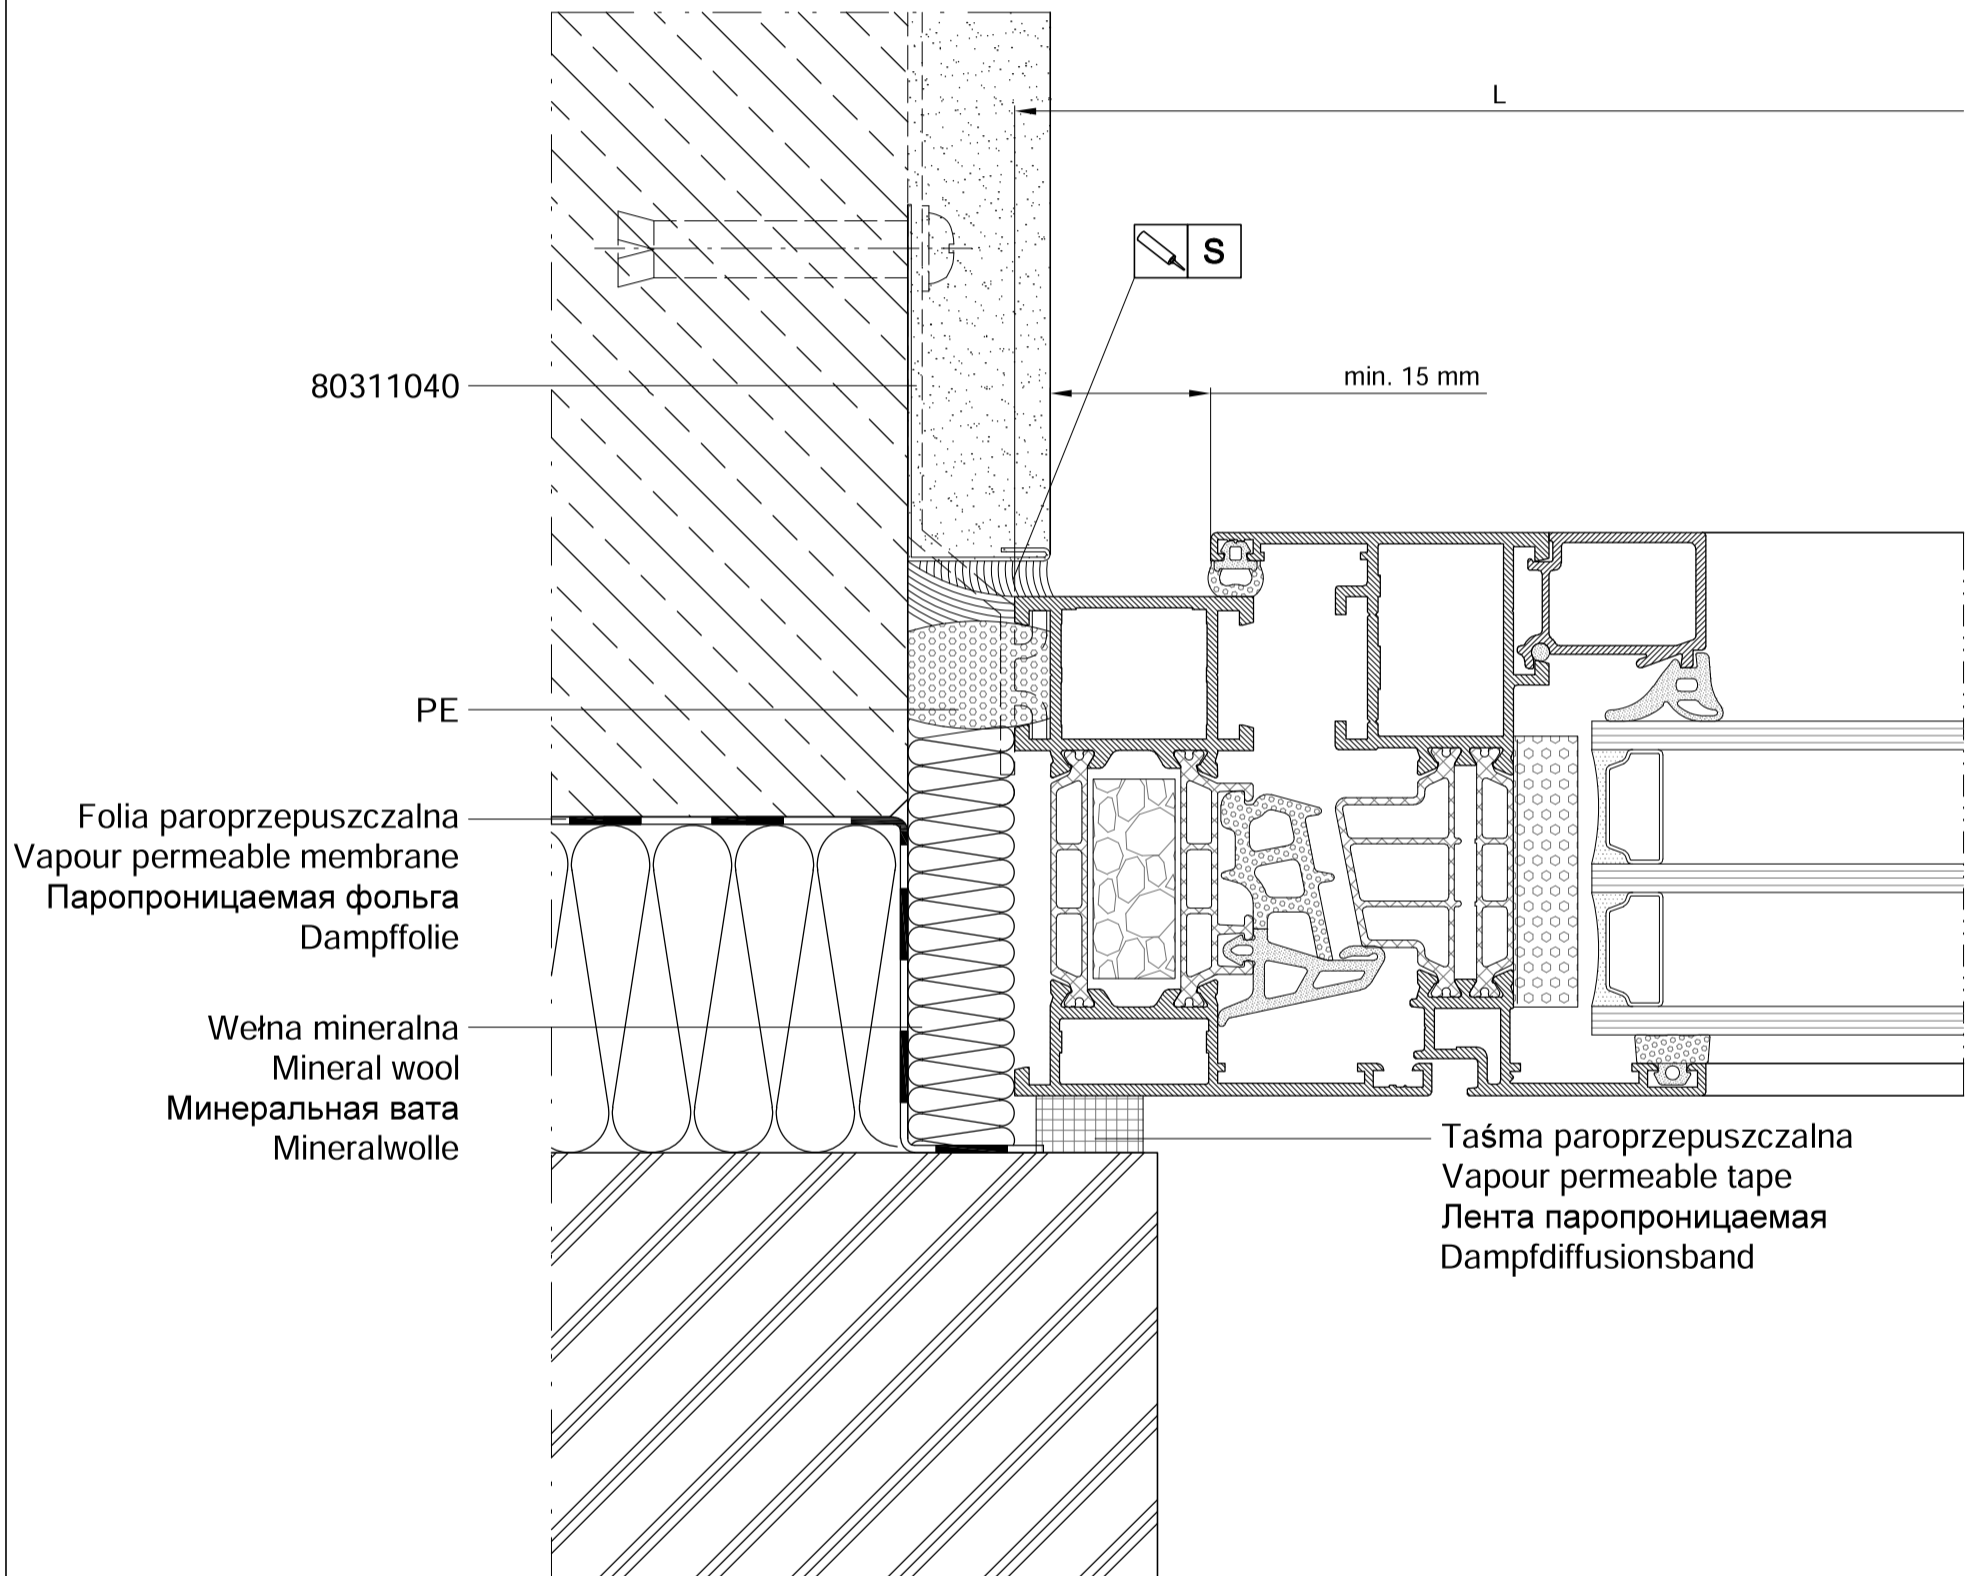 L
S
min. 15 mm
80311040
PE
Folia paroprzepuszczalna
Vapour permeable membrane
Паропроницаемая фольга
Dampffolie
Wełna mineralna
Mineral wool
Минеральная вата
Mineralwolle
Taśma paroprzepuszczalna
Vapour permeable tape
Лента паропроницаемая
Dampfdiffusionsband